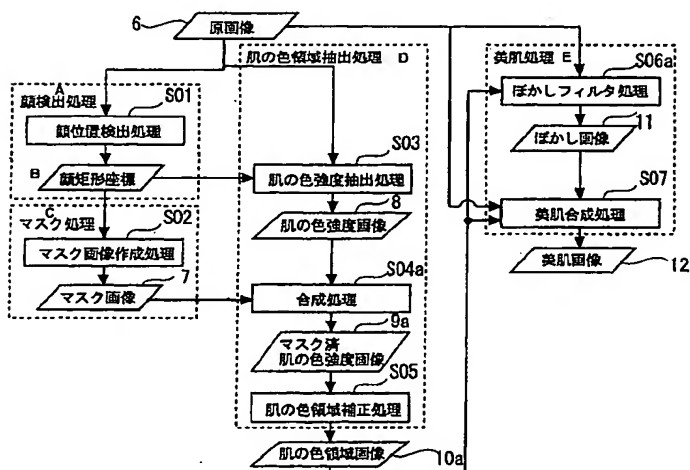 6
原画像
A
顔検出処理
S01
顔位置検出処理
B
顔矩形座標
C
マスク処理
S02
マスク画像作成処理
7
マスク画像
肌の色領域抽出処理 D
S03
肌の色強度抽出処理
8
肌の色強度画像
S04a
合成処理
9a
マスク済
肌の色強度画像
S05
肌の色領域補正処理
肌の色領域画像
10a
美肌処理 E
S06a
ぼかしフィルタ処理
11
ぼかし画像
S07
美肌合成処理
美肌画像
12